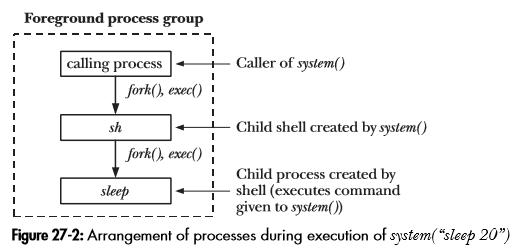 Foreground process group
calling process
Caller of system()
fork(), exec()
sh
Child shell created by system()
fork(), exec()
sleep
Child process created by
shell (executes command
given to system())
Figure 27-2: Arrangement of processes during execution of system(“sleep 20”)